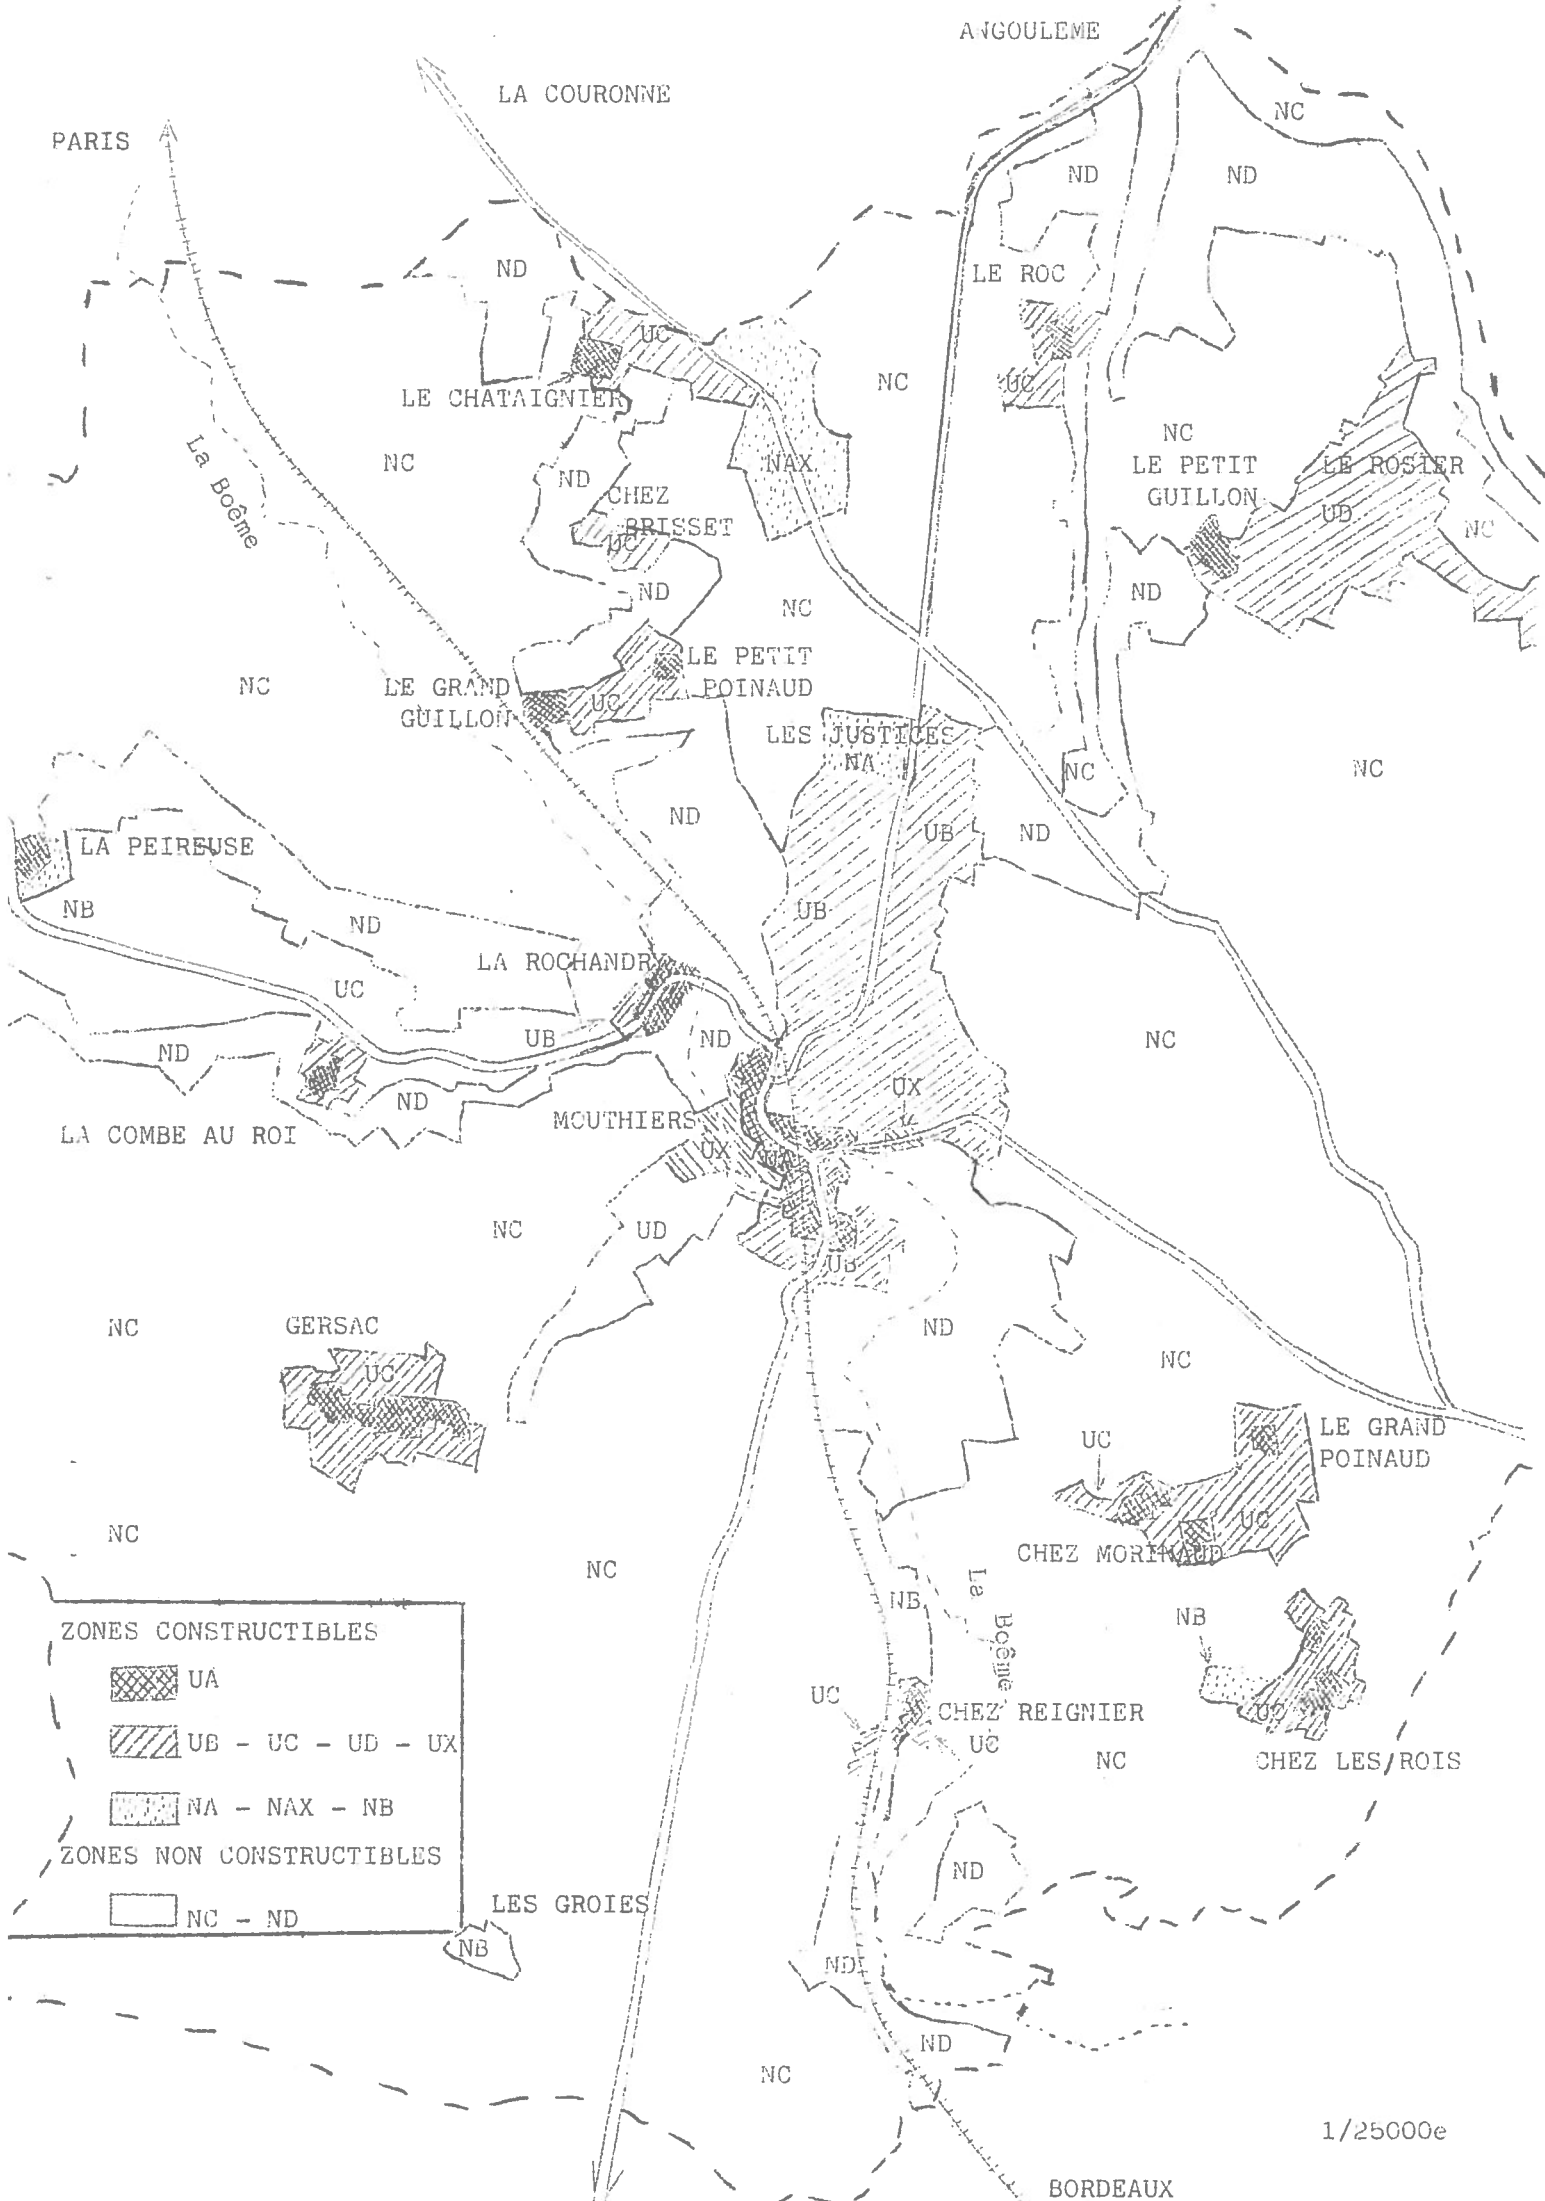 ANGOULEME
LA COURONNE
PARIS
NC
ND
ND
ND
LE ROC
UC
NC
UC
LE CHATAIGNIER
NC
NC
LE PETIT
GUILLON
LE ROSIER
UD
NC
NAX
ND
CHEZ
BRISSET
UC
La Boême
ND
ND
NC
NC
LE PETIT
POINAUD
LE GRAND
GUILLON
UC
LES JUSTICES
NA
NC
NC
ND
UB
ND
LA PEIREUSE
NB
ND
UB
LA ROCHANDRY
UC
UB
ND
NC
ND
ND
UX
MOUTHIERS
LA COMBE AU ROI
UX
UA
NC
UD
UB
NC
GERSAC
ND
NC
UC
UC
LE GRAND
POINAUD
UC
NC
CHEZ MORINAUD
NC
NB
La Boême
NB
UC
CHEZ REIGNIER
UC
UC
NC
CHEZ LES ROIS
ZONES CONSTRUCTIBLES
UA
UB - UC - UD - UX
NA - NAX - NB
ZONES NON CONSTRUCTIBLES
NC - ND
LES GROIES
NB
ND
ND
ND
NC
1/25000e
BORDEAUX